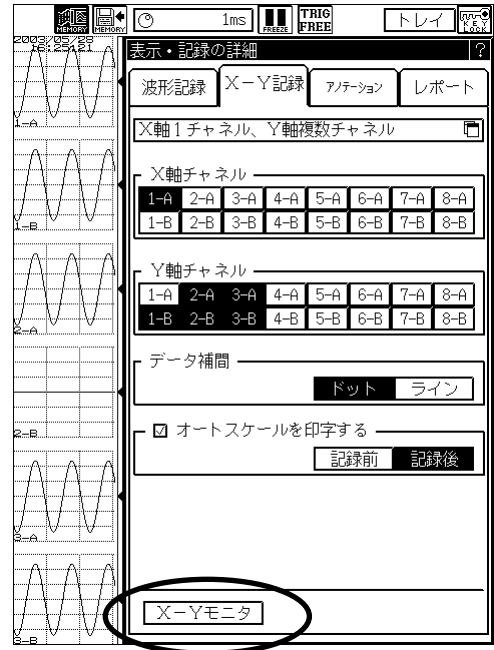 MEMORY MEMORY 1ms FREEZE TRIG FREE トレイ KEY LOCK
2003/05/28
16:25:21
表示・記録の詳細 ?
波形記録 X-Y記録 アノテーション レポート
X軸1チャネル、Y軸複数チャネル
X軸チャネル
1-A 2-A 3-A 4-A 5-A 6-A 7-A 8-A
1-B 2-B 3-B 4-B 5-B 6-B 7-B 8-B
Y軸チャネル
1-A 2-A 3-A 4-A 5-A 6-A 7-A 8-A
1-B 2-B 3-B 4-B 5-B 6-B 7-B 8-B
データ補間
ドット ライン
☑ オートスケールを印字する
記録前 記録後
X-Yモニタ
1-A
1-B
2-A
2-B
3-A
3-B